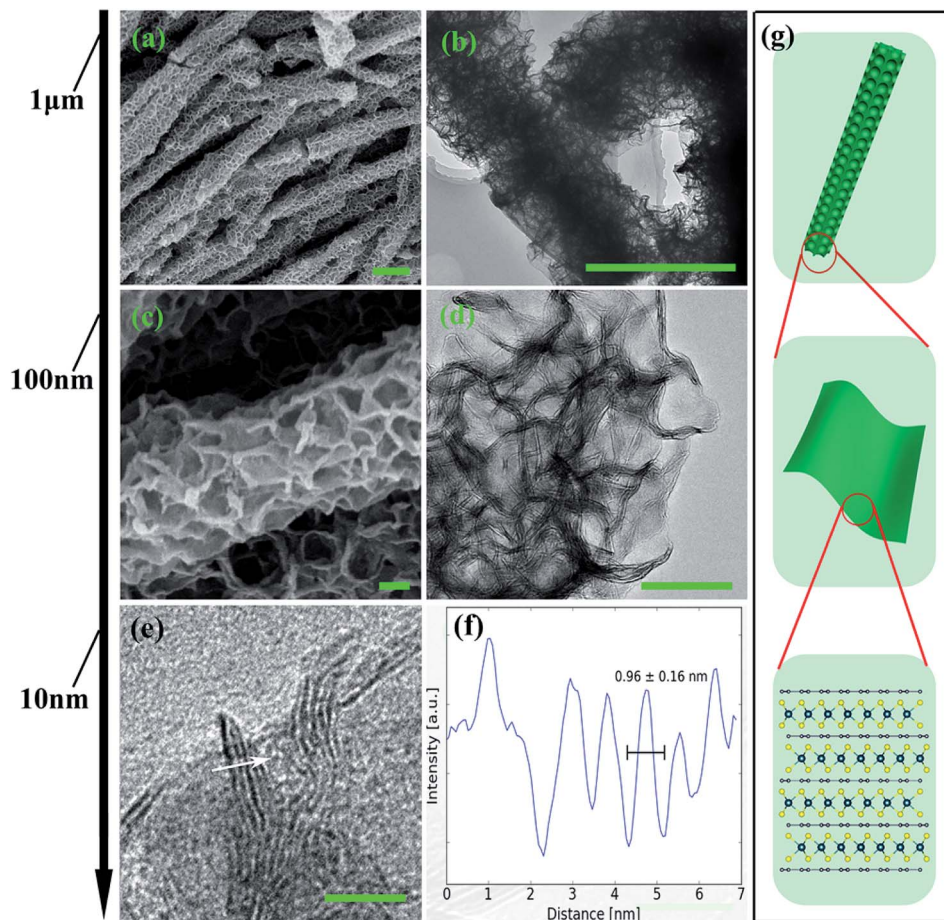 (a)
(b)
(g)
1μm
(c)
(d)
100nm
(e)
(f)
10nm
0.96 ± 0.16 nm
Intensity [a.u.]
0 1 2 3 4 5 6 7
Distance [nm]